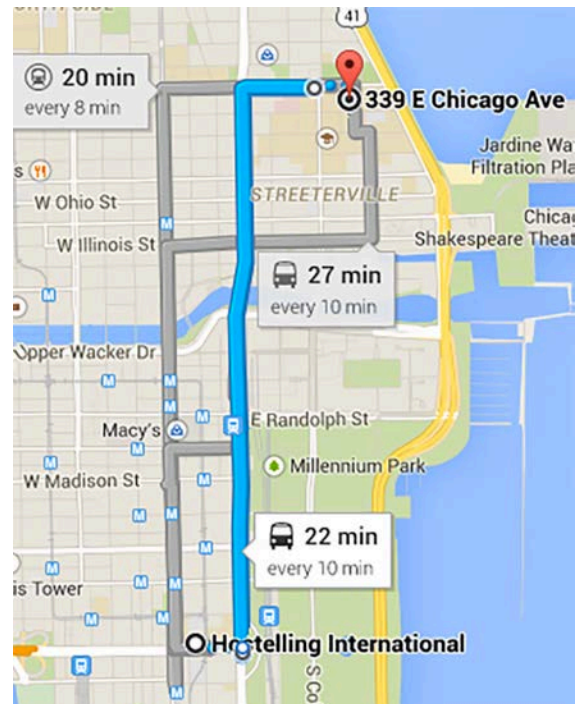 TH SIDE
41
20 min
every 8 min
339 E Chicago Ave
Jardine Wa
Filtration Pla
s
W Ohio St
STREETERVILLE
Chicag
Shakespeare Theat
M
W Illinois St
27 min
every 10 min
M
M
Upper Wacker Dr
M
M
M
M
Macy's
E Randolph St
M
Millennium Park
W Madison St
M
M
M
22 min
every 10 min
M
is Tower
M
M
M
M
Hostelling International
M
M
S Co